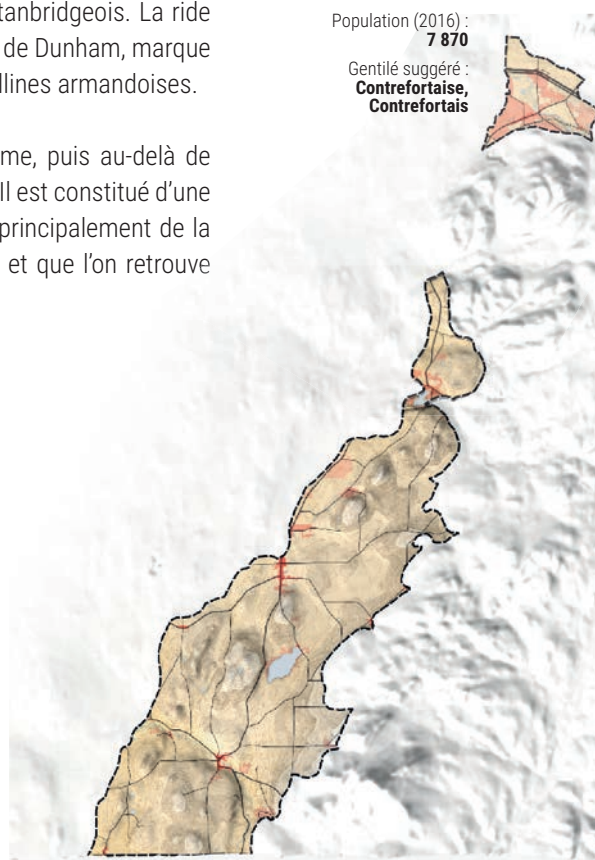 tanbridgeois. La ride
de Dunham, marque
llines armandoises.
me, puis au-delà de
Il est constitué d'une
principalement de la
et que l'on retrouve
Population (2016) :
7 870
Gentilé suggéré :
Contrefortaise,
Contrefortais